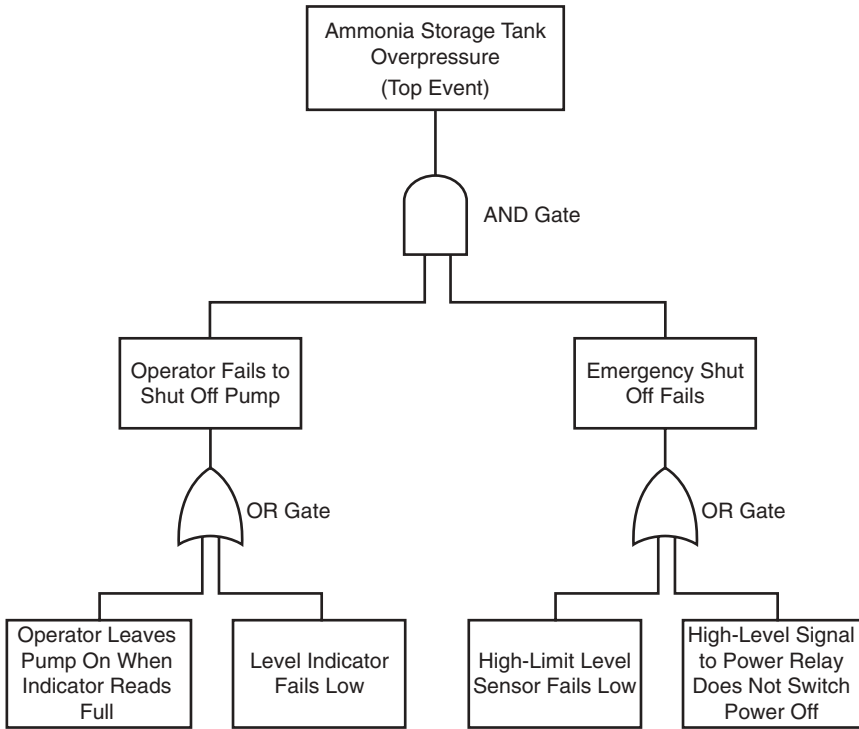 Ammonia Storage Tank
Overpressure
(Top Event)
AND Gate
Operator Fails to
Shut Off Pump
Emergency Shut
Off Fails
OR Gate
OR Gate
Operator Leaves
Pump On When
Indicator Reads
Full
Level Indicator
Fails Low
High-Limit Level
Sensor Fails Low
High-Level Signal
to Power Relay
Does Not Switch
Power Off